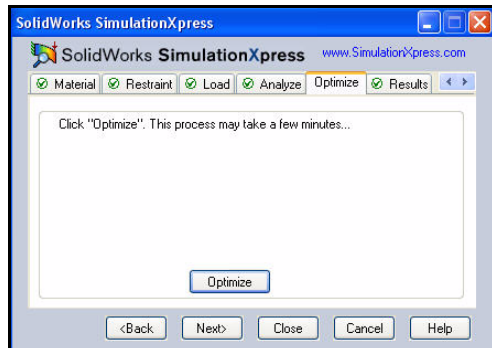 SolidWorks SimulationXpress
SolidWorks SimulationXpress www.SimulationXpress.com
Material Restraint Load Analyze Optimize Results
Click "Optimize". This process may take a few minutes...
Optimize
<Back Next> Close Cancel Help